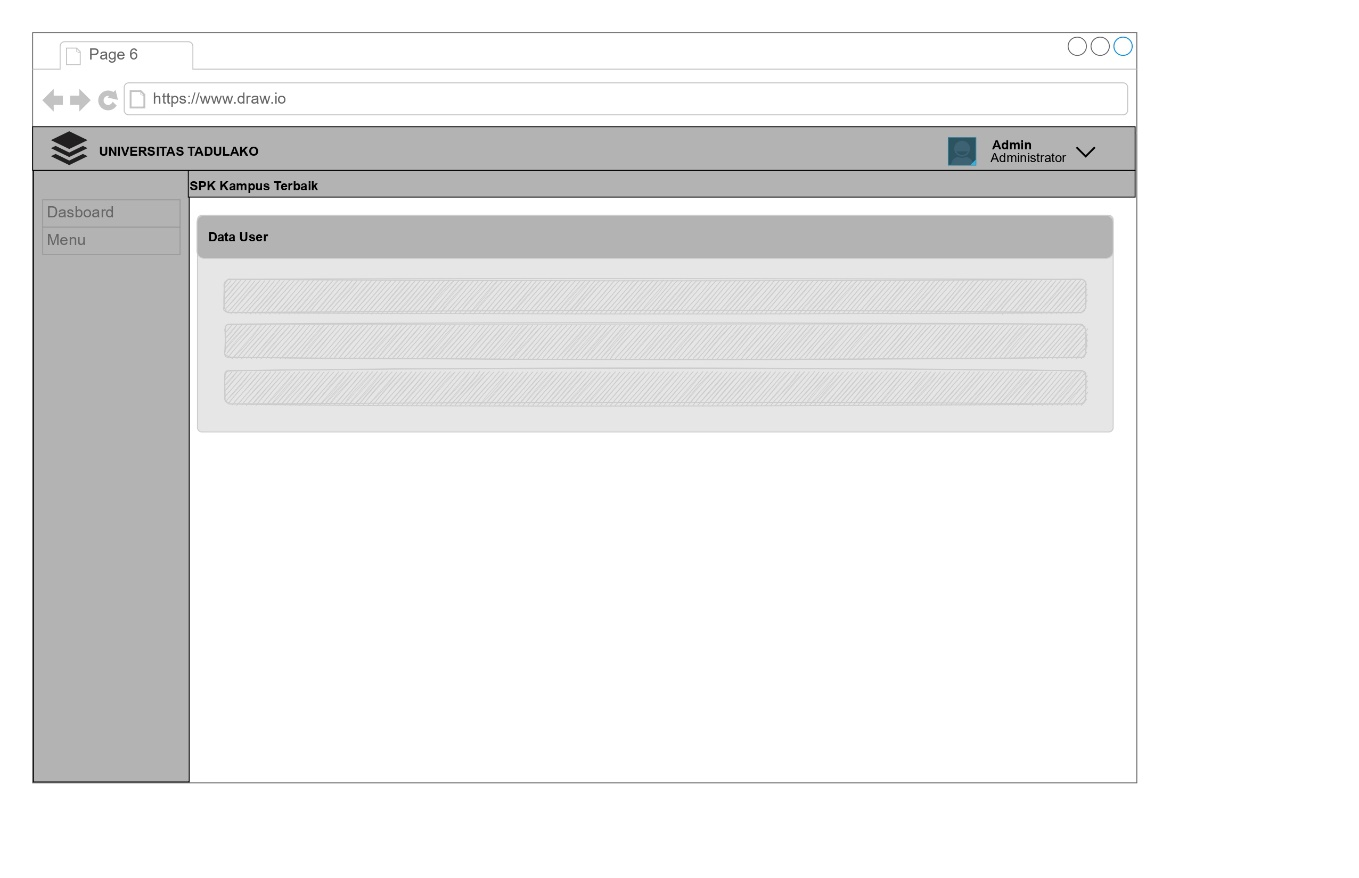 Page 6
https://www.draw.io
UNIVERSITAS TADULAKO
Admin
Administrator
SPK Kampus Terbaik
Dasboard
Menu
Data User